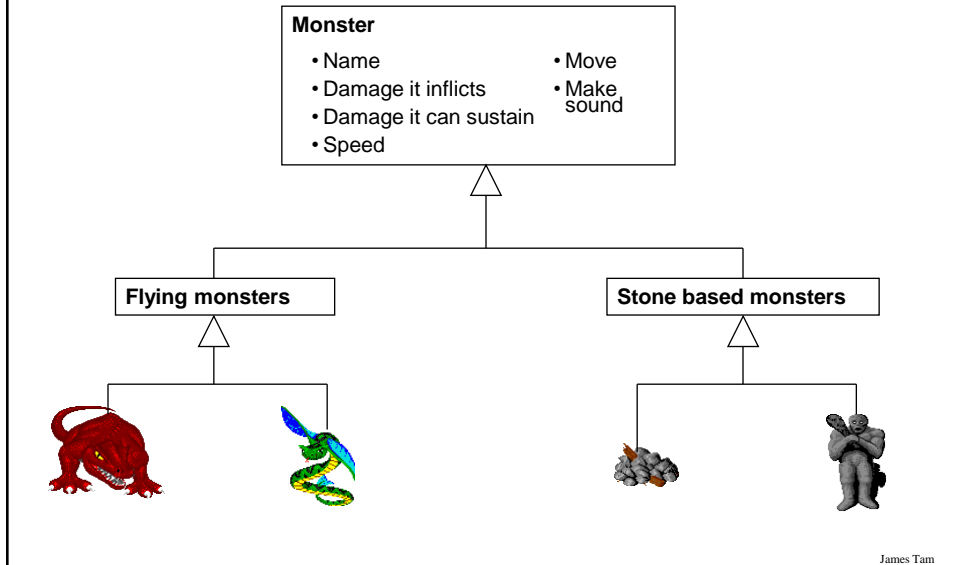 Monster
• Name
• Damage it inflicts
• Damage it can sustain
• Speed
• Move
• Make
sound
Flying monsters
Stone based monsters
James Tam